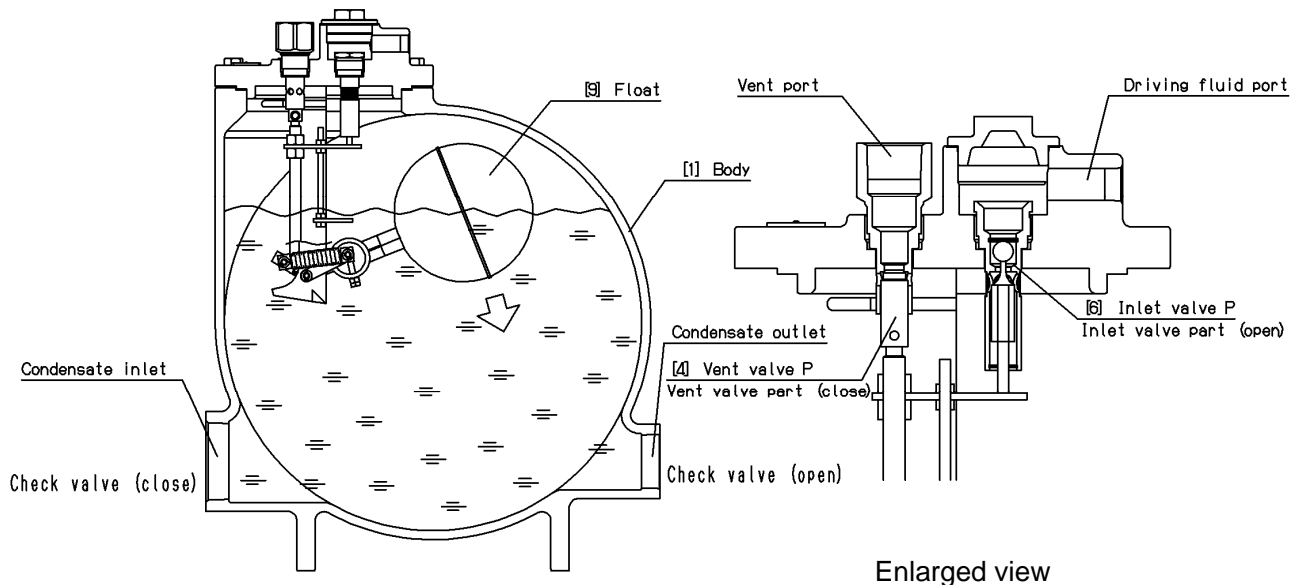 [9] Float
[1] Body
Condensate inlet
Check valve (close)
Condensate outlet
Check valve (open)
Vent port
Driving fluid port
[6] Inlet valve P
Inlet valve part (open)
[4] Vent valve P
Vent valve part (close)
Enlarged view